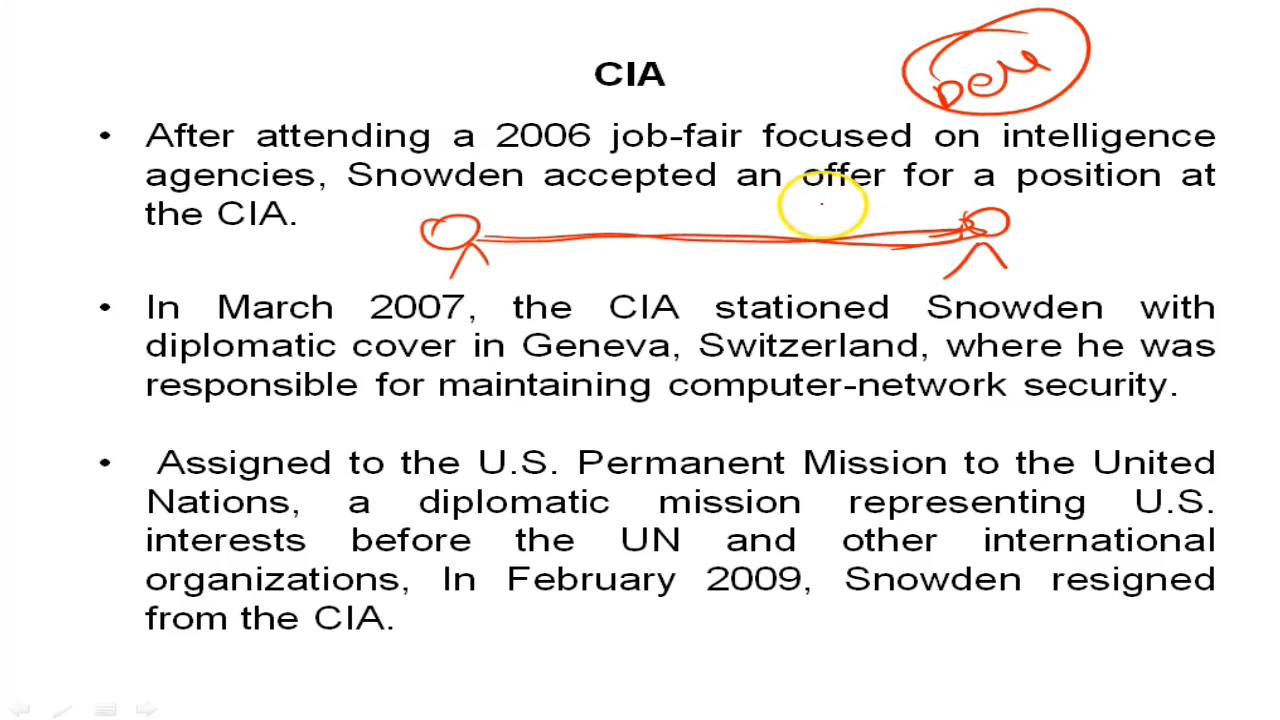 CIA
• After attending a 2006 job-fair focused on intelligence
agencies, Snowden accepted an offer for a position at
the CIA.
• In March 2007, the CIA stationed Snowden with
diplomatic cover in Geneva, Switzerland, where he was
responsible for maintaining computer-network security.
• Assigned to the U.S. Permanent Mission to the United
Nations, a diplomatic mission representing U.S.
interests before the UN and other international
organizations, In February 2009, Snowden resigned
from the CIA.